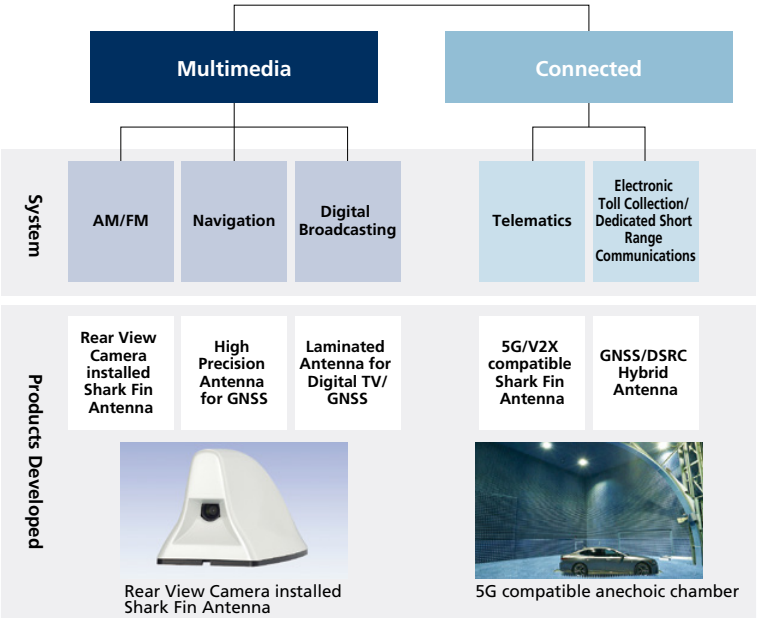 Multimedia
Connected
System
AM/FM
Navigation
Digital
Broadcasting
Telematics
Electronic
Toll Collection/
Dedicated Short
Range
Communications
Products Developed
Rear View
Camera
installed
Shark Fin
Antenna
High
Precision
Antenna
for GNSS
Laminated
Antenna for
Digital TV/
GNSS
5G/V2X
compatible
Shark Fin
Antenna
GNSS/DSRC
Hybrid
Antenna
Rear View Camera installed
Shark Fin Antenna
5G compatible anechoic chamber